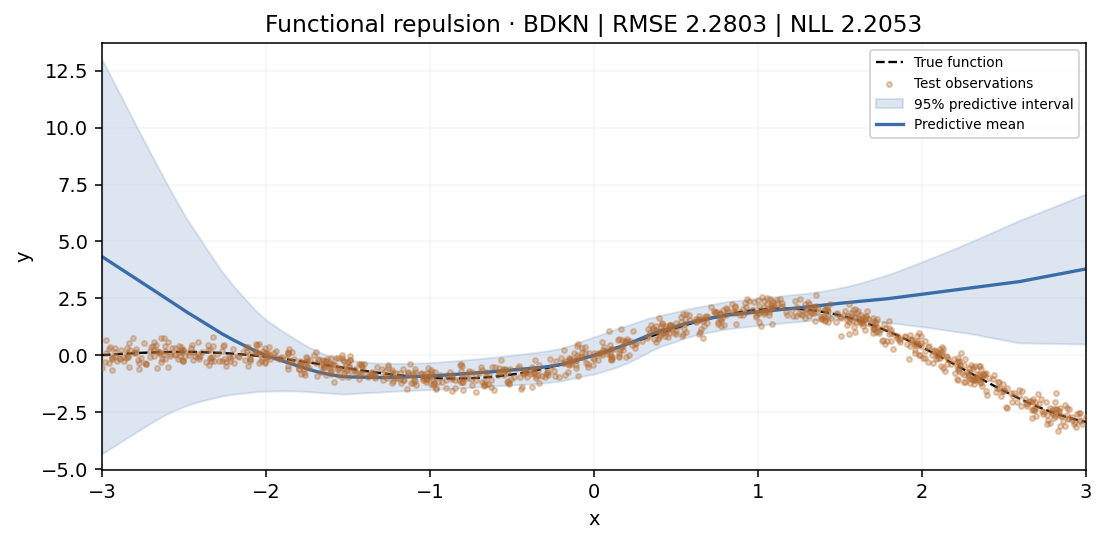 Functional repulsion · BDKN | RMSE 2.2803 | NLL 2.2053
True function
Test observations
95% predictive interval
Predictive mean
12.5
10.0
7.5
5.0
2.5
0.0
−2.5
−5.0
y
−3 −2 −1 0 1 2 3
x